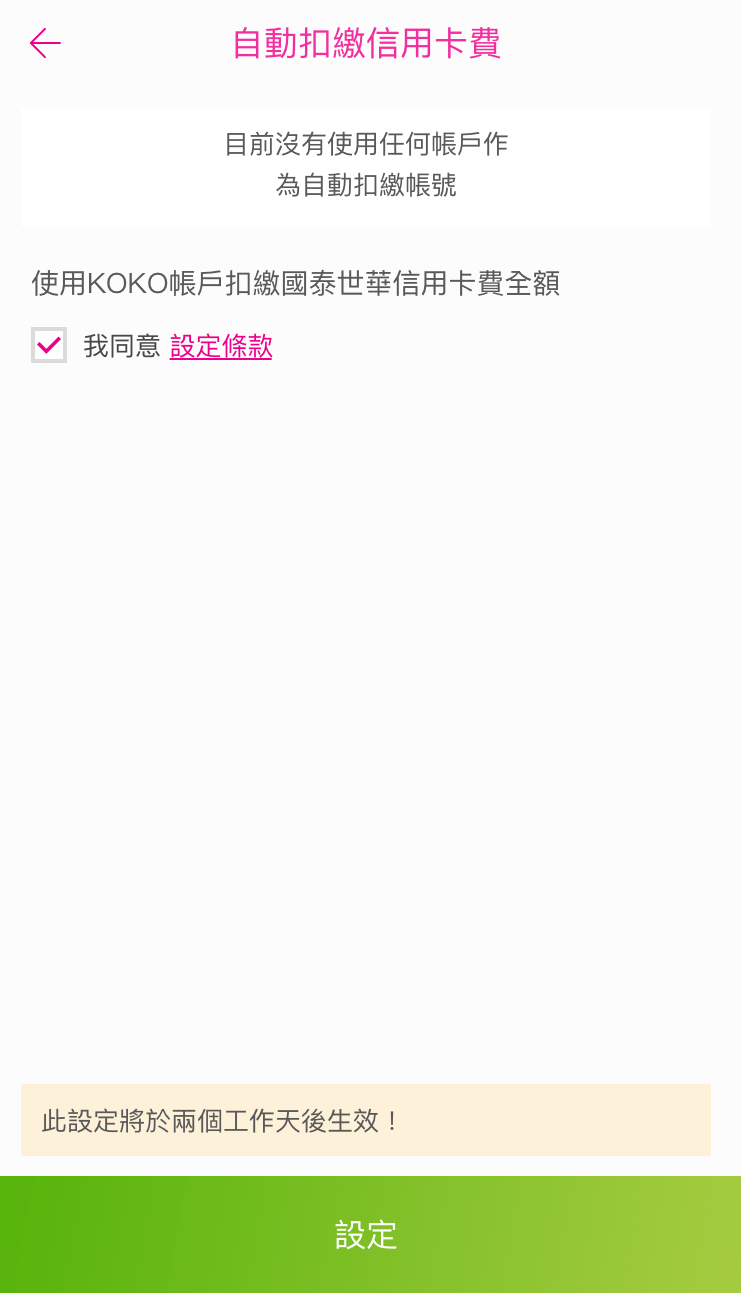 自動扣繳信用卡費
目前沒有使用任何帳戶作
為自動扣繳帳號
使用KOKO帳戶扣繳國泰世華信用卡費全額
我同意 設定條款
此設定將於兩個工作天後生效！
設定